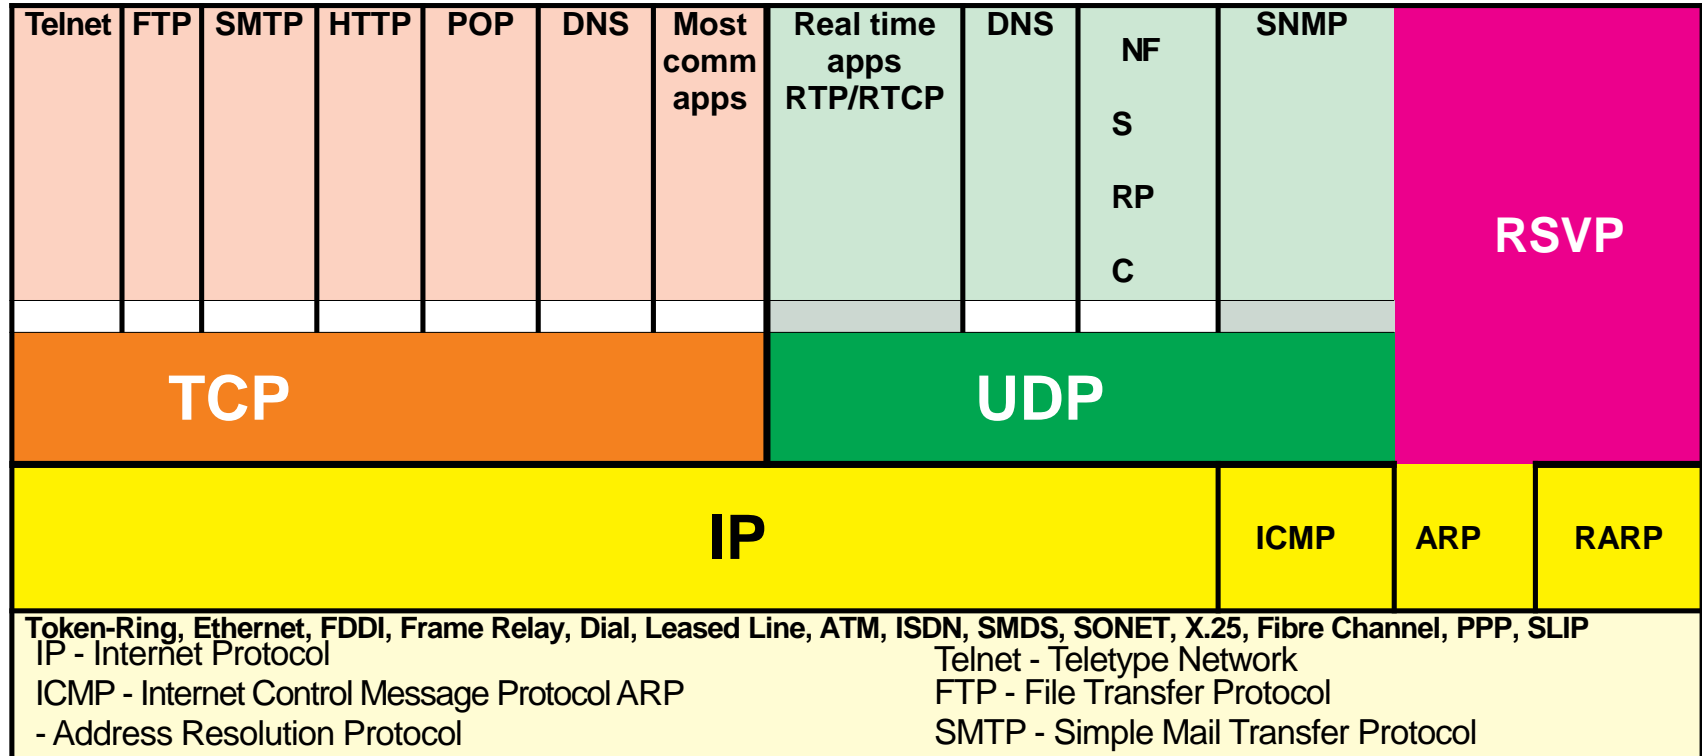 Telnet FTP SMTP HTTP POP DNS Most comm apps Real time apps RTP/RTCP DNS NF S RP C SNMP
RSVP
TCP UDP
IP ICMP ARP RARP
Token-Ring, Ethernet, FDDI, Frame Relay, Dial, Leased Line, ATM, ISDN, SMDS, SONET, X.25, Fibre Channel, PPP, SLIP
IP - Internet Protocol
ICMP - Internet Control Message Protocol ARP
- Address Resolution Protocol
Telnet - Teletype Network
FTP - File Transfer Protocol
SMTP - Simple Mail Transfer Protocol